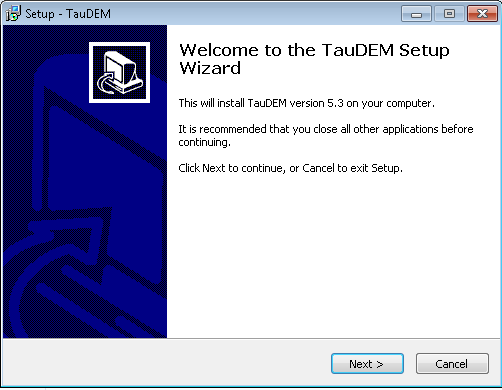 Setup - TauDEM
Welcome to the TauDEM Setup
Wizard
This will install TauDEM version 5.3 on your computer.
It is recommended that you close all other applications before
continuing.
Click Next to continue, or Cancel to exit Setup.
Next >
Cancel